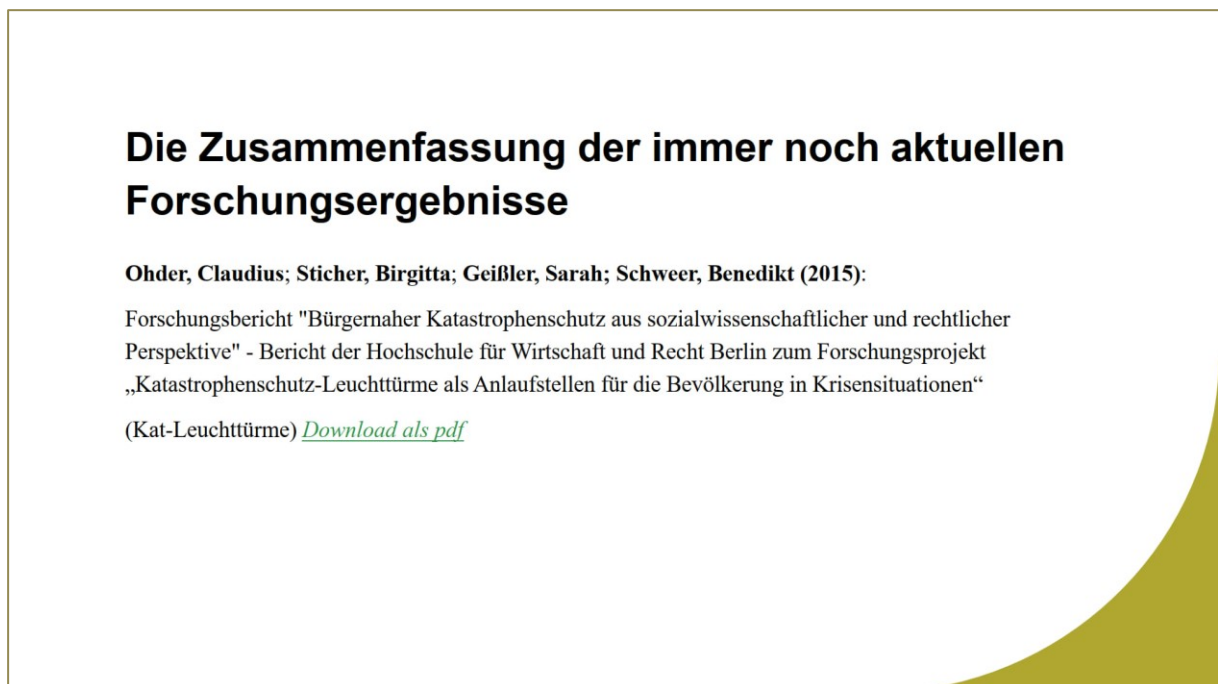 Die Zusammenfassung der immer noch aktuellen
Forschungsergebnisse
Ohder, Claudius; Sticher, Birgitta; Geißler, Sarah; Schweer, Benedikt (2015):
Forschungsbericht "Bürgernaher Katastrophenschutz aus sozialwissenschaftlicher und rechtlicher
Perspektive" - Bericht der Hochschule für Wirtschaft und Recht Berlin zum Forschungsprojekt
„Katastrophenschutz-Leuchttürme als Anlaufstellen für die Bevölkerung in Krisensituationen“
(Kat-Leuchttürme) Download als pdf